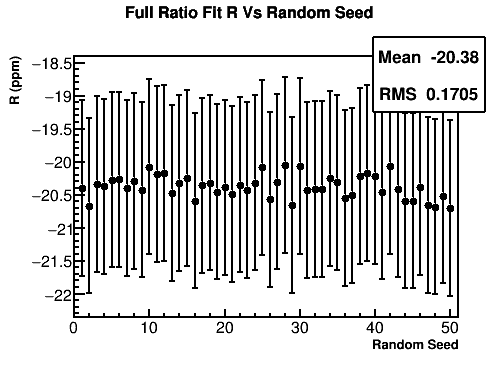 Full Ratio Fit R Vs Random Seed
Mean -20.38
RMS 0.1705
R (ppm)
−18.5
−19
−19.5
−20
−20.5
−21
−21.5
−22
0 10 20 30 40 50
Random Seed